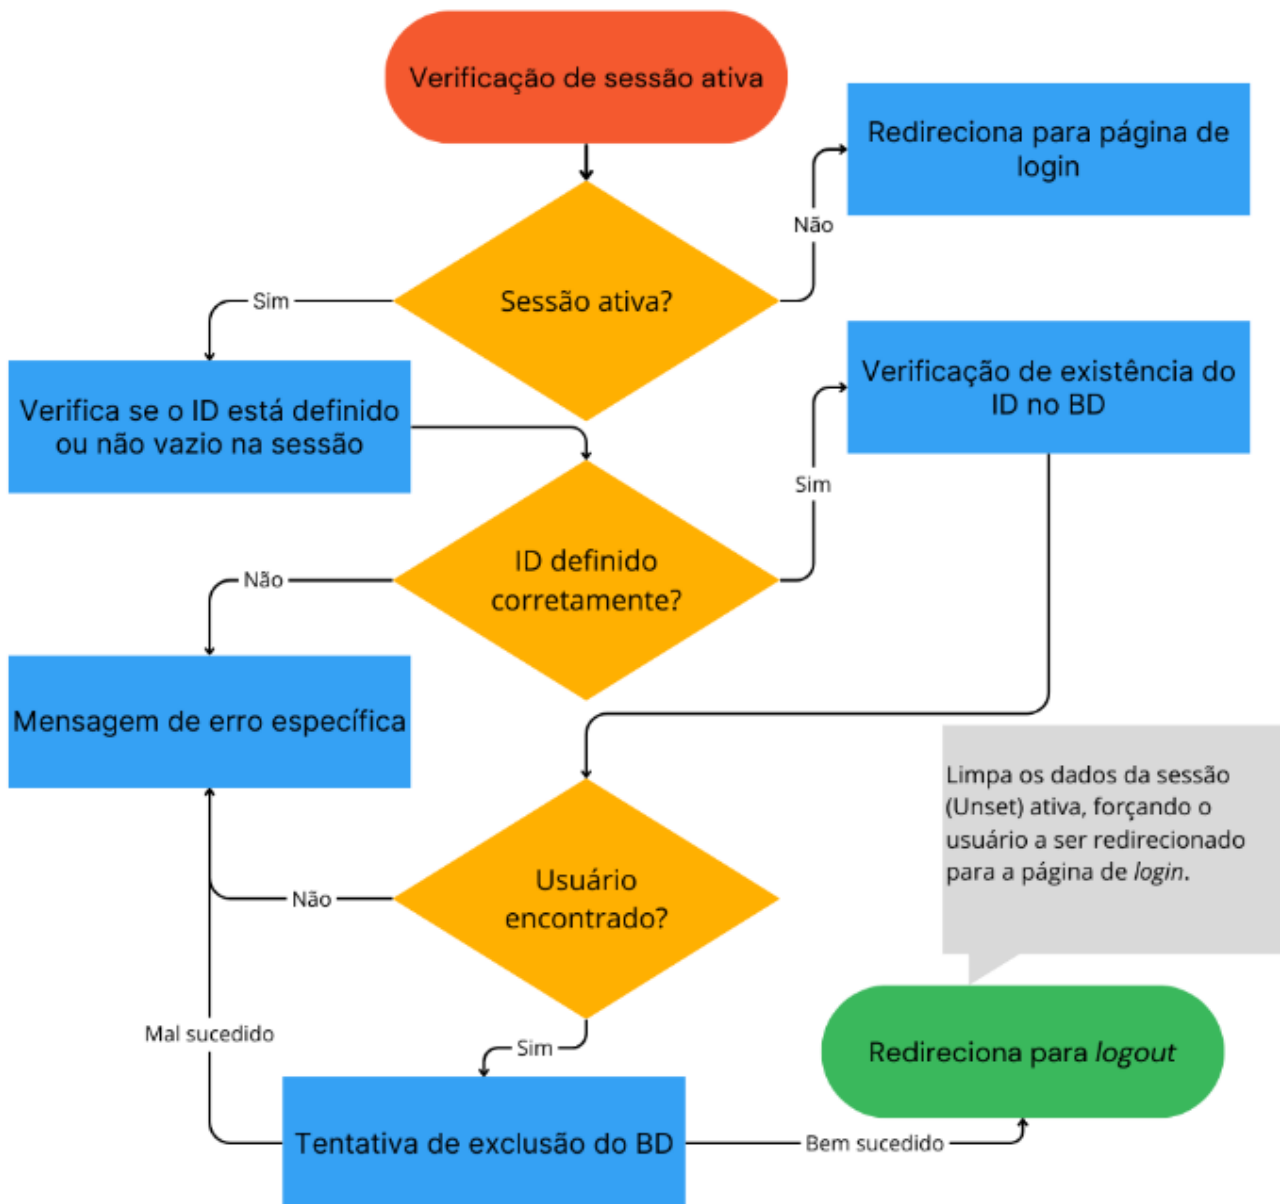 Verificação de sessão ativa
Redireciona para página de
login
Não
Sessão ativa?
Sim
Verifica se o ID está definido
ou não vazio na sessão
Verificação de existência do
ID no BD
Sim
ID definido
corretamente?
Não
Mensagem de erro específica
Limpa os dados da sessão
(Unset) ativa, forçando o
usuário a ser redirecionado
para a página de login.
Usuário
encontrado?
Não
Mal sucedido
Sim
Redireciona para logout
Tentativa de exclusão do BD
Bem sucedido